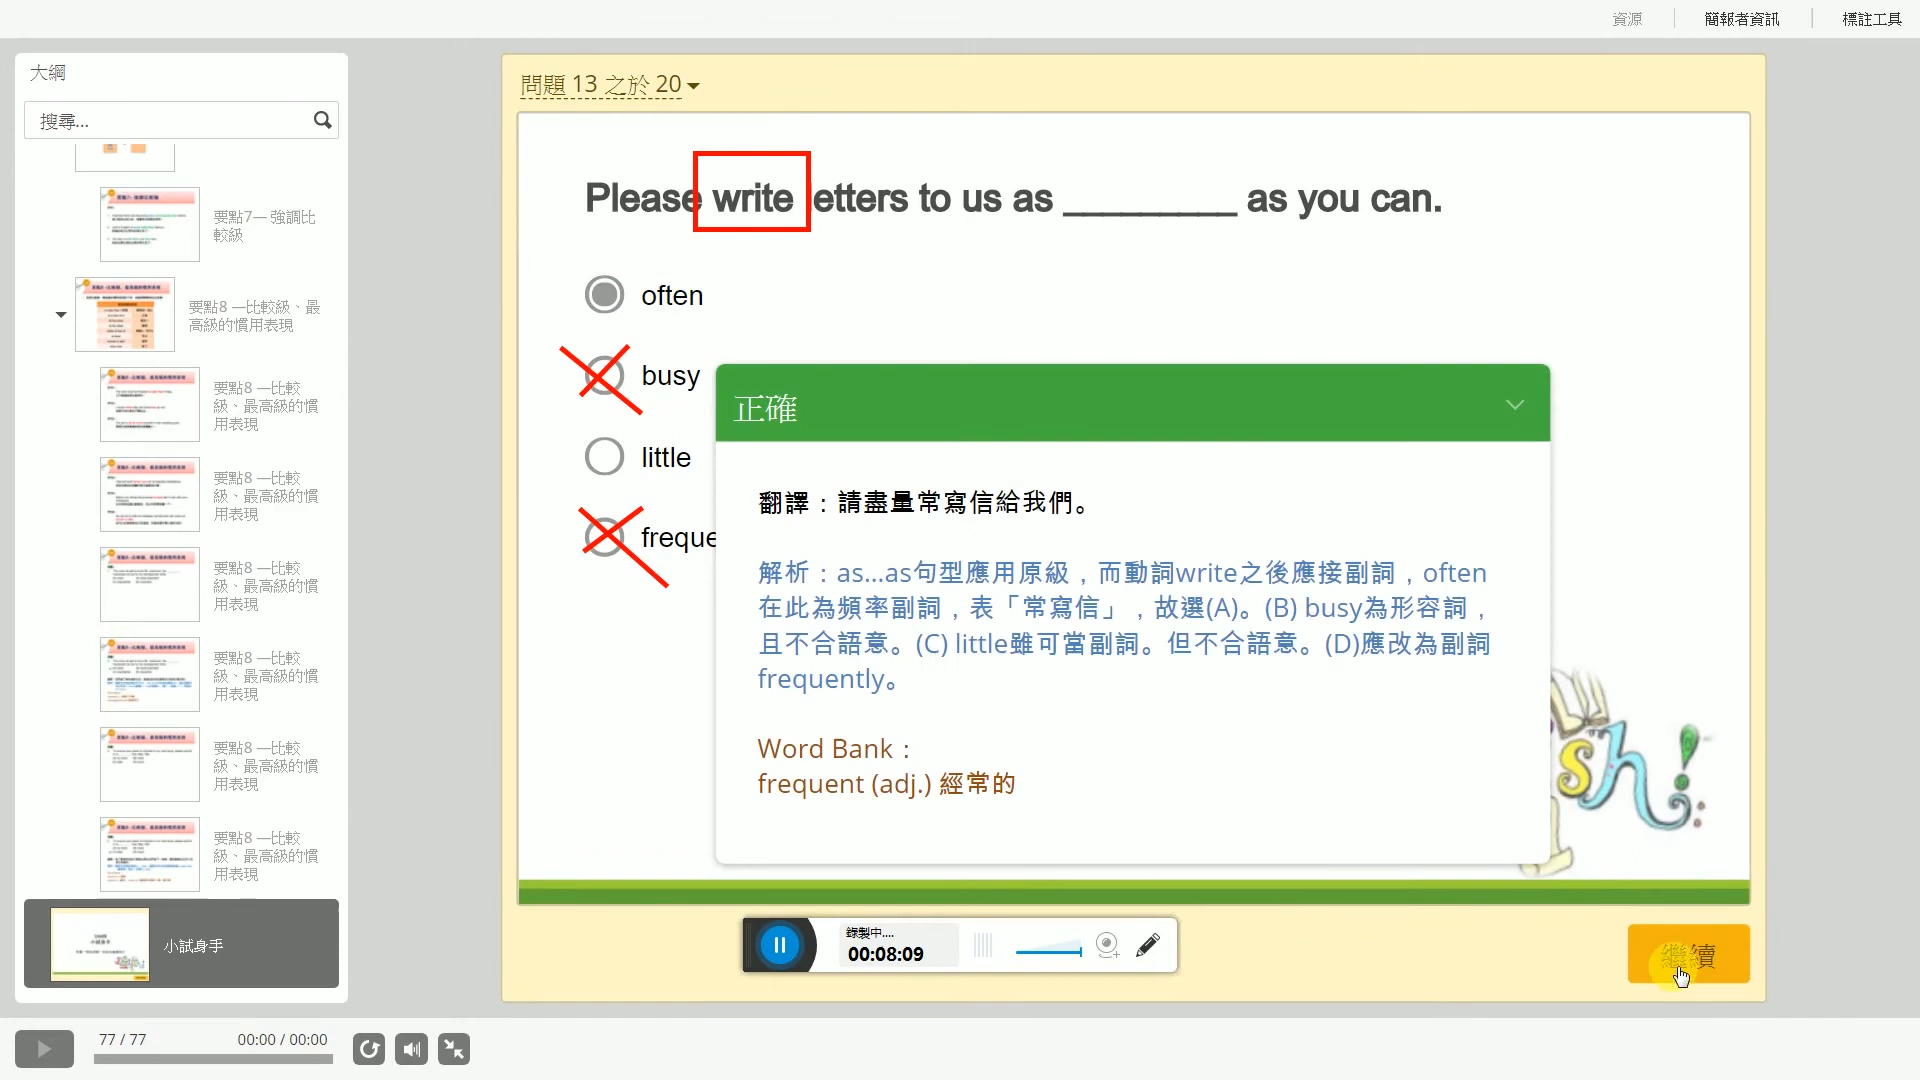 資源
簡報者資訊
標註工具
大綱
搜尋...
要點7— 強調比
較級
要點8 —比較級、最
高級的慣用表現
要點8 —比較
級、最高級的慣
用表現
要點8 —比較
級、最高級的慣
用表現
要點8 —比較
級、最高級的慣
用表現
要點8 —比較
級、最高級的慣
用表現
要點8 —比較
級、最高級的慣
用表現
要點8 —比較
級、最高級的慣
用表現
小試身手
問題 13 之於 20
Please write letters to us as _________ as you can.
often
busy
little
freque
正確
翻譯：請盡量常寫信給我們。
解析：as...as句型應用原級，而動詞write之後應接副詞，often
在此為頻率副詞，表「常寫信」，故選(A)。(B) busy為形容詞，
且不合語意。(C) little雖可當副詞。但不合語意。(D)應改為副詞
frequently。
Word Bank：
frequent (adj.) 經常的
sh!
錄製中....
00:08:09
繼續
77 / 77
00:00 / 00:00